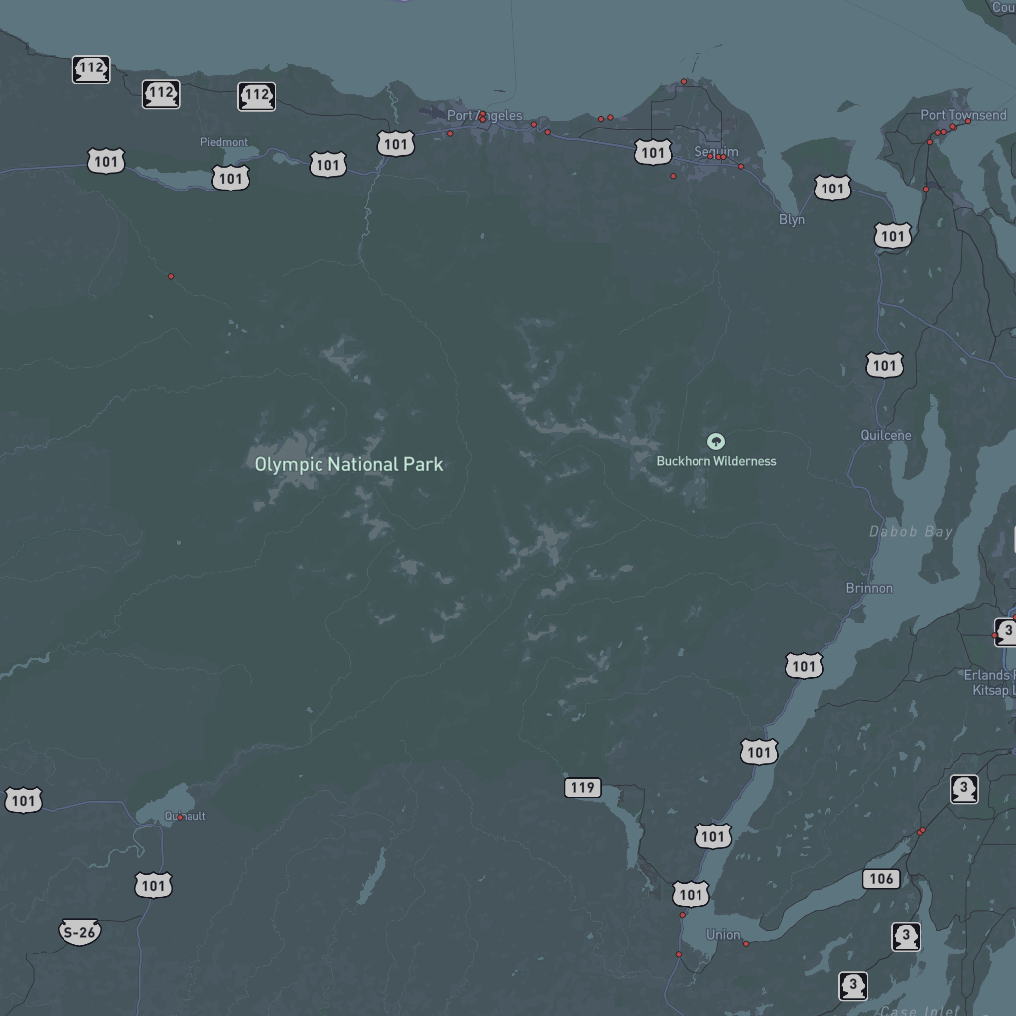 Cou
112
112
112
Port Angeles
Port Townsend
Piedmont
101
101
101
101
101
Sequim
101
Blyn
101
101
Quilcene
Olympic National Park
Buckhorn Wilderness
Dabob Bay
Brinnon
3
101
Erlands
Kitsap L
101
119
3
101
Quinault
101
106
101
101
S-26
Union
3
3
Case Inlet